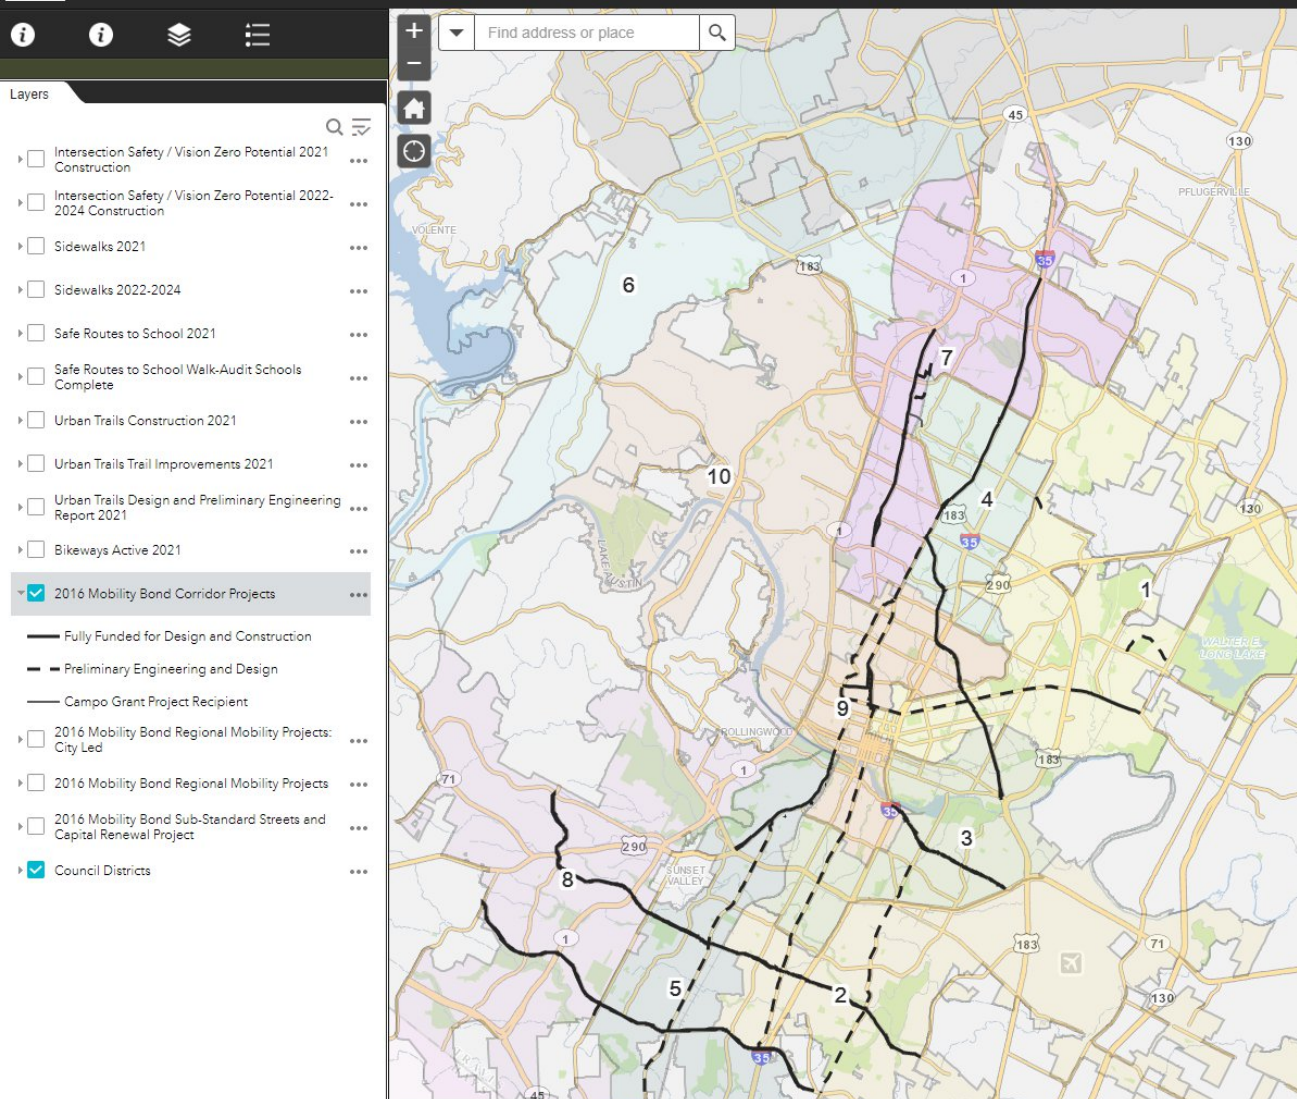 Find address or place
Layers
Intersection Safety / Vision Zero Potential 2021
Construction
Intersection Safety / Vision Zero Potential 2022-
2024 Construction
Sidewalks 2021
Sidewalks 2022-2024
Safe Routes to School 2021
Safe Routes to School Walk-Audit Schools
Complete
Urban Trails Construction 2021
Urban Trails Trail Improvements 2021
Urban Trails Design and Preliminary Engineering
Report 2021
Bikeways Active 2021
2016 Mobility Bond Corridor Projects
Fully Funded for Design and Construction
Preliminary Engineering and Design
Campo Grant Project Recipient
2016 Mobility Bond Regional Mobility Projects:
City Led
2016 Mobility Bond Regional Mobility Projects
2016 Mobility Bond Sub-Standard Streets and
Capital Renewal Project
Council Districts
45
130
PFLUGERVILLE
VOLENTE
35
183
1
6
7
10
4
183
130
1
35
LAKE AUSTIN
290
1
WALTER E.
LONG LAKE
9
ROLLINGWOOD
183
1
71
35
3
290
SUNSET
VALLEY
8
1
183
71
5
2
130
35
45